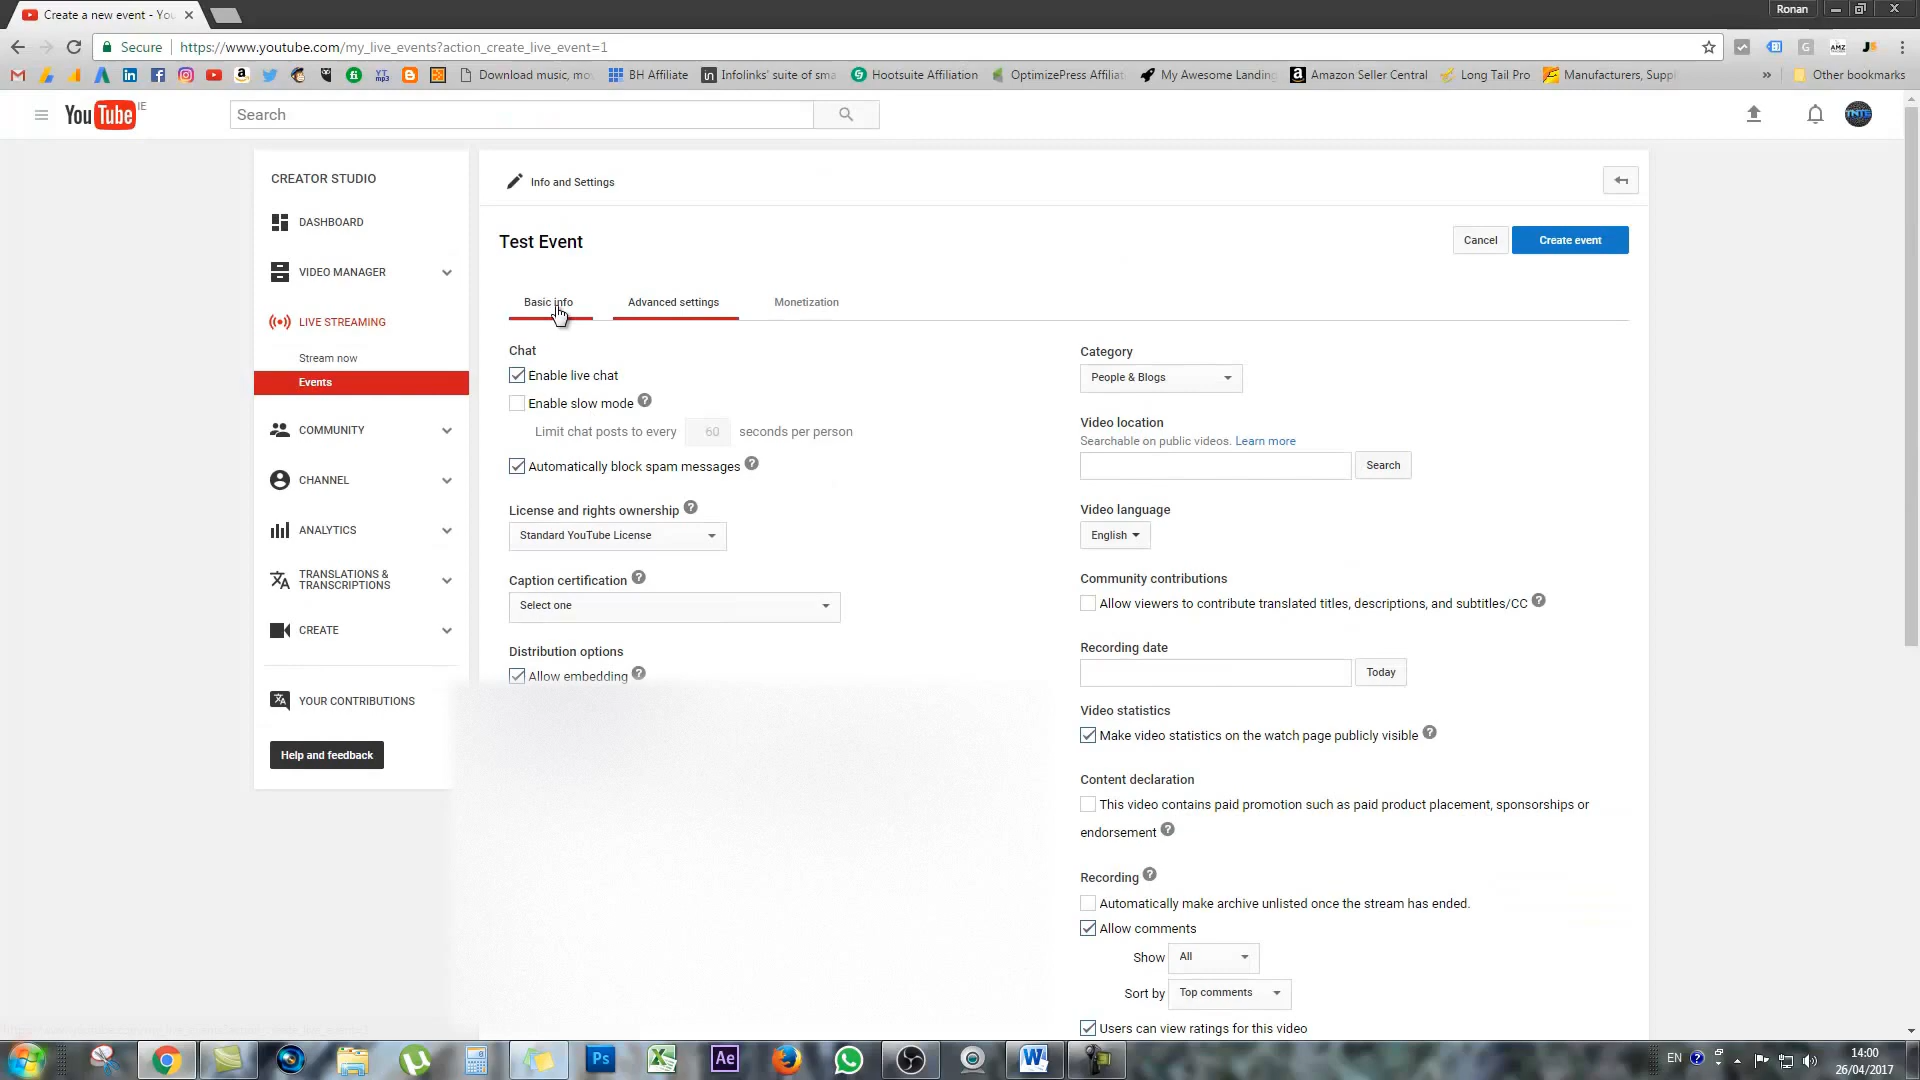 Create a new event - You
Ronan
Secure
https://www.youtube.com/my_live_events?action_create_live_event=1
G
AMZ
YT mp3
Download music, mo
BH Affiliate
in
Infolinks' suite of sma
Hootsuite Affiliation
OptimizePress Affiliat
My Awesome Landing
Amazon Seller Central
Long Tail Pro
Manufacturers, Suppl
»
Other bookmarks
YouTube IE
Search
TNTE
CREATOR STUDIO
DASHBOARD
VIDEO MANAGER
LIVE STREAMING
Stream now
Events
COMMUNITY
CHANNEL
ANALYTICS
TRANSLATIONS &
TRANSCRIPTIONS
CREATE
YOUR CONTRIBUTIONS
Help and feedback
Info and Settings
Test Event
Cancel
Create event
Basic info
Advanced settings
Monetization
Chat
Enable live chat
Enable slow mode
Limit chat posts to every 60 seconds per person
Automatically block spam messages
License and rights ownership
Standard YouTube License
Caption certification
Select one
Distribution options
Allow embedding
Category
People & Blogs
Video location
Searchable on public videos. Learn more
Search
Video language
English
Community contributions
Allow viewers to contribute translated titles, descriptions, and subtitles/CC
Recording date
Today
Video statistics
Make video statistics on the watch page publicly visible
Content declaration
This video contains paid promotion such as paid product placement, sponsorships or
endorsement
Recording
Automatically make archive unlisted once the stream has ended.
Allow comments
Show All
Sort by Top comments
Users can view ratings for this video
Ps
Ae
EN
14:00
26/04/2017